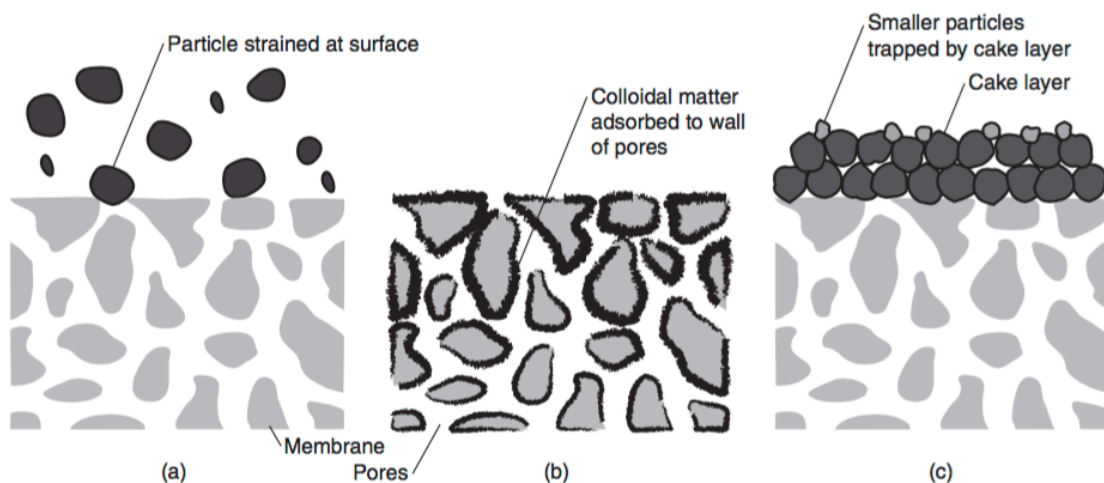 Particle strained at surface
Colloidal matter
adsorbed to wall
of pores
Smaller particles
trapped by cake layer
Cake layer
Membrane
Pores
(a)
(b)
(c)